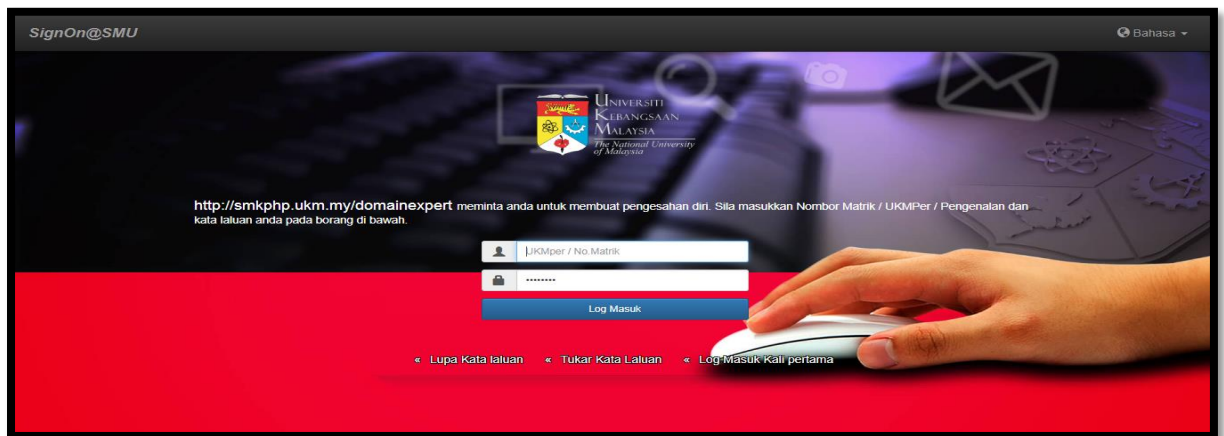 SignOn@SMU
Bahasa
UNIVERSITI
KEBANGSAAN
MALAYSIA
The National University
of Malaysia
http://smkphp.ukm.my/domainexpert meminta anda untuk membuat pengesahan diri. Sila masukkan Nombor Matrik / UKMPer / Pengenalan dan
kata laluan anda pada borang di bawah.
UKMper / No.Matrik
········
Log Masuk
« Lupa Kata laluan « Tukar Kata Laluan « Log-Masuk Kali pertama